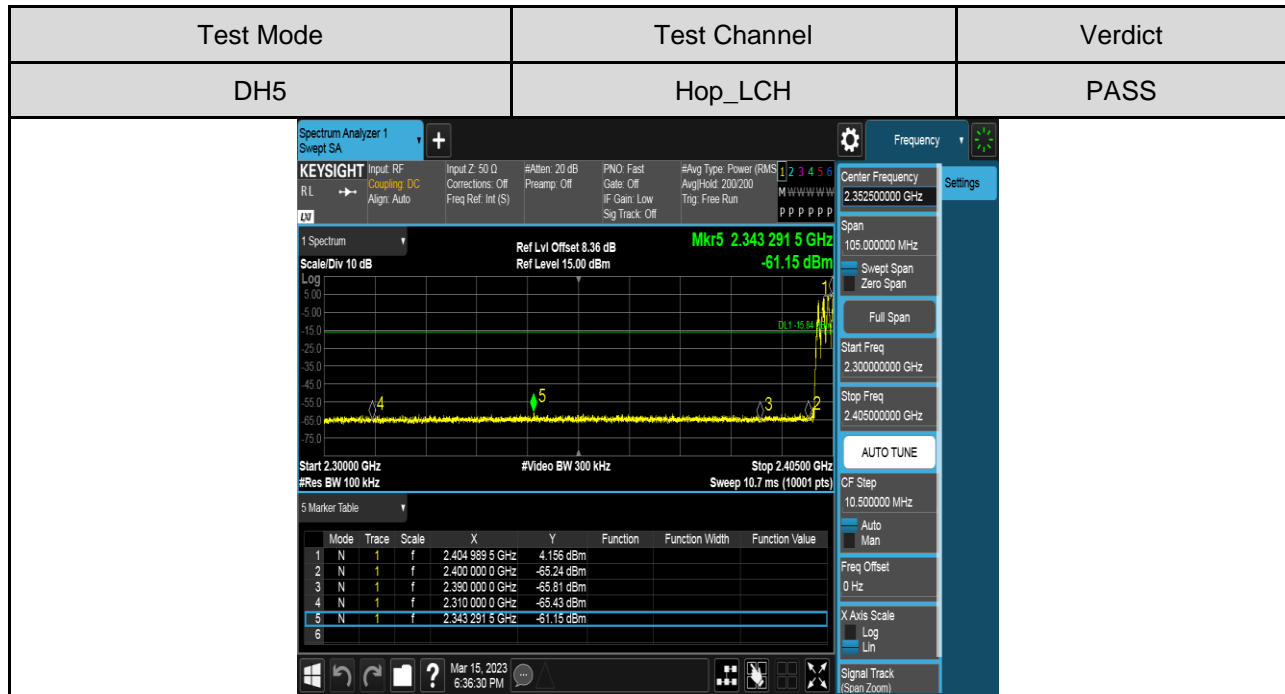 Test Mode Test Channel Verdict
DH5 Hop_LCH PASS
Spectrum Analyzer 1
Swept SA
+
Frequency
KEYSIGHT
RL
LXI
Input: RF
Coupling: DC
Align: Auto
Input Z: 50 Ω
Corrections: Off
Freq Ref: Int (S)
#Atten: 20 dB
Preamp: Off
PNO: Fast
Gate: Off
IF Gain: Low
Sig Track: Off
#Avg Type: Power (RMS
Avg|Hold: 200/200
Trig: Free Run
1 2 3 4 5 6
M W W W W W
P P P P P P
Center Frequency
2.352500000 GHz
Settings
Span
105.000000 MHz
Swept Span
Zero Span
Full Span
Start Freq
2.300000000 GHz
Stop Freq
2.405000000 GHz
AUTO TUNE
CF Step
10.500000 MHz
Auto
Man
Freq Offset
0 Hz
X Axis Scale
Log
Lin
Signal Track
(Span Zoom)
1 Spectrum
Scale/Div 10 dB
Ref Lvl Offset 8.36 dB
Ref Level 15.00 dBm
Mkr5 2.343 291 5 GHz
-61.15 dBm
Log
5.00
-5.00
-15.0
-25.0
-35.0
-45.0
-55.0
-65.0
-75.0
1
DL1 -15.84
4
5
3
2
Start 2.30000 GHz
#Res BW 100 kHz
#Video BW 300 kHz
Stop 2.40500 GHz
Sweep 10.7 ms (10001 pts)
5 Marker Table
Mode Trace Scale X Y Function Function Width Function Value
1 N 1 f 2.404 989 5 GHz 4.156 dBm
2 N 1 f 2.400 000 0 GHz -65.24 dBm
3 N 1 f 2.390 000 0 GHz -65.81 dBm
4 N 1 f 2.310 000 0 GHz -65.43 dBm
5 N 1 f 2.343 291 5 GHz -61.15 dBm
6
?
Mar 15, 2023
6:36:30 PM